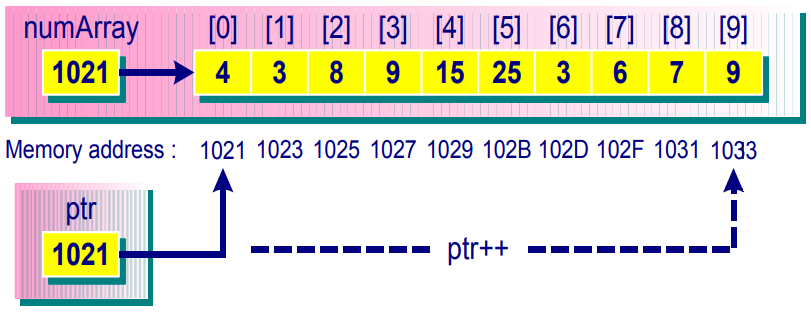 numArray [0] [1] [2] [3] [4] [5] [6] [7] [8] [9]
1021 4 3 8 9 15 25 3 6 7 9
Memory address : 1021 1023 1025 1027 1029 102B 102D 102F 1031 1033
ptr
1021
ptr++